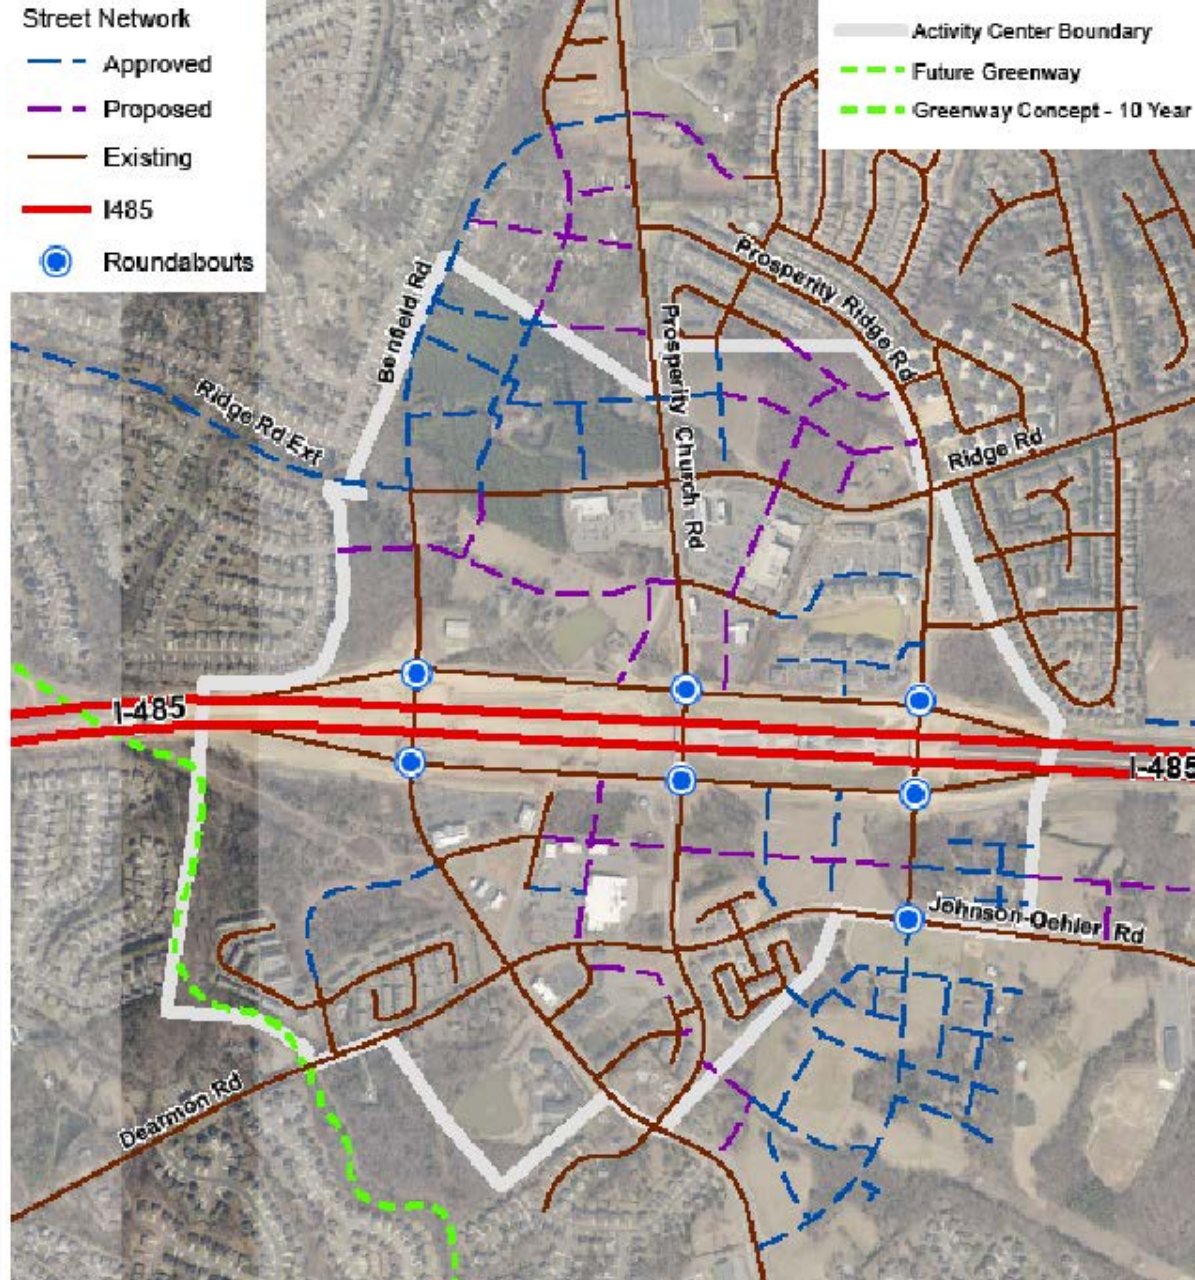 Street Network
Approved
Proposed
Existing
I485
Roundabouts
Activity Center Boundary
Future Greenway
Greenway Concept - 10 Year
Benfield Rd
Prosperity Ridge Rd
Prosperity Church Rd
Ridge Rd Ext
Ridge Rd
I-485
I-485
Johnson-Oehler Rd
Dearmon Rd